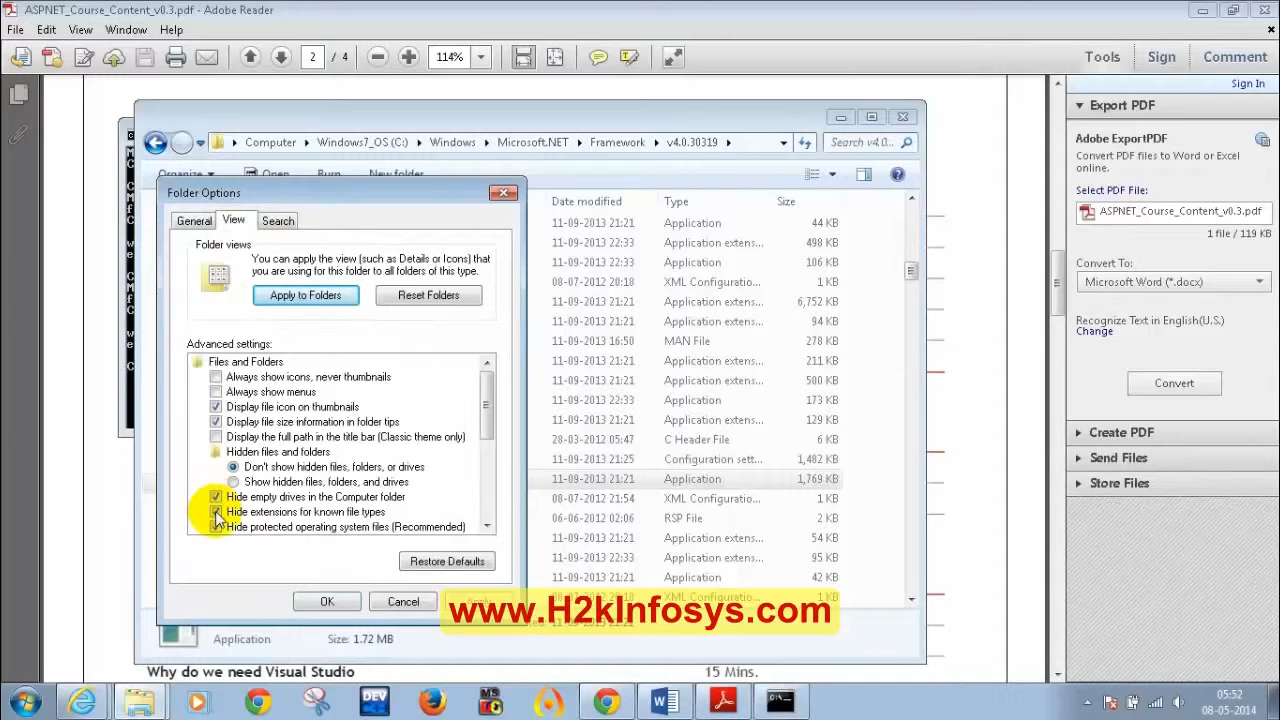 ASPNET_Course_Content_v0.3.pdf - Adobe Reader
File Edit View Window Help
2 / 4 114%
Tools Sign Comment
Sign In
Export PDF
Adobe ExportPDF
Convert PDF files to Word or Excel
online.
Select PDF File:
ASPNET_Course_Content_v0.3.pdf
1 file / 119 KB
Convert To:
Microsoft Word (*.docx)
Recognize Text in English(U.S.)
Change
Convert
Create PDF
Send Files
Store Files
Computer Windows7_OS (C:) Windows Microsoft.NET Framework v4.0.30319
Search v4.0...
Organize Open Burn New folder
Date modified Type Size
11-09-2013 21:21 Application 44 KB
11-09-2013 22:33 Application extens... 498 KB
11-09-2013 22:33 Application 106 KB
08-07-2012 20:18 XML Configuratio... 1 KB
11-09-2013 21:21 Application extens... 6,752 KB
11-09-2013 21:21 Application extens... 94 KB
11-09-2013 16:50 MAN File 278 KB
11-09-2013 21:21 Application extens... 211 KB
11-09-2013 21:21 Application extens... 500 KB
11-09-2013 22:33 Application 173 KB
11-09-2013 21:21 Application extens... 129 KB
28-03-2012 05:47 C Header File 6 KB
11-09-2013 21:25 Configuration sett... 1,482 KB
11-09-2013 21:21 Application 1,769 KB
08-07-2012 21:54 XML Configuratio... 1 KB
06-06-2012 02:06 RSP File 2 KB
11-09-2013 21:21 Application extens... 54 KB
11-09-2013 22:33 Application extens... 95 KB
11-09-2013 21:21 Application 42 KB
08-07-2012 20:18 XML Configuratio... 1 KB
Folder Options
General View Search
Folder views
You can apply the view (such as Details or Icons) that
you are using for this folder to all folders of this type.
Apply to Folders Reset Folders
Advanced settings:
Files and Folders
Always show icons, never thumbnails
Always show menus
Display file icon on thumbnails
Display file size information in folder tips
Display the full path in the title bar (Classic theme only)
Hidden files and folders
Don't show hidden files, folders, or drives
Show hidden files, folders, and drives
Hide empty drives in the Computer folder
Hide extensions for known file types
Hide protected operating system files (Recommended)
Restore Defaults
OK Cancel Apply
www.H2kInfosys.com
Application Size: 1.72 MB
Why do we need Visual Studio 15 Mins.
DEV
MS
05:52
08-05-2014